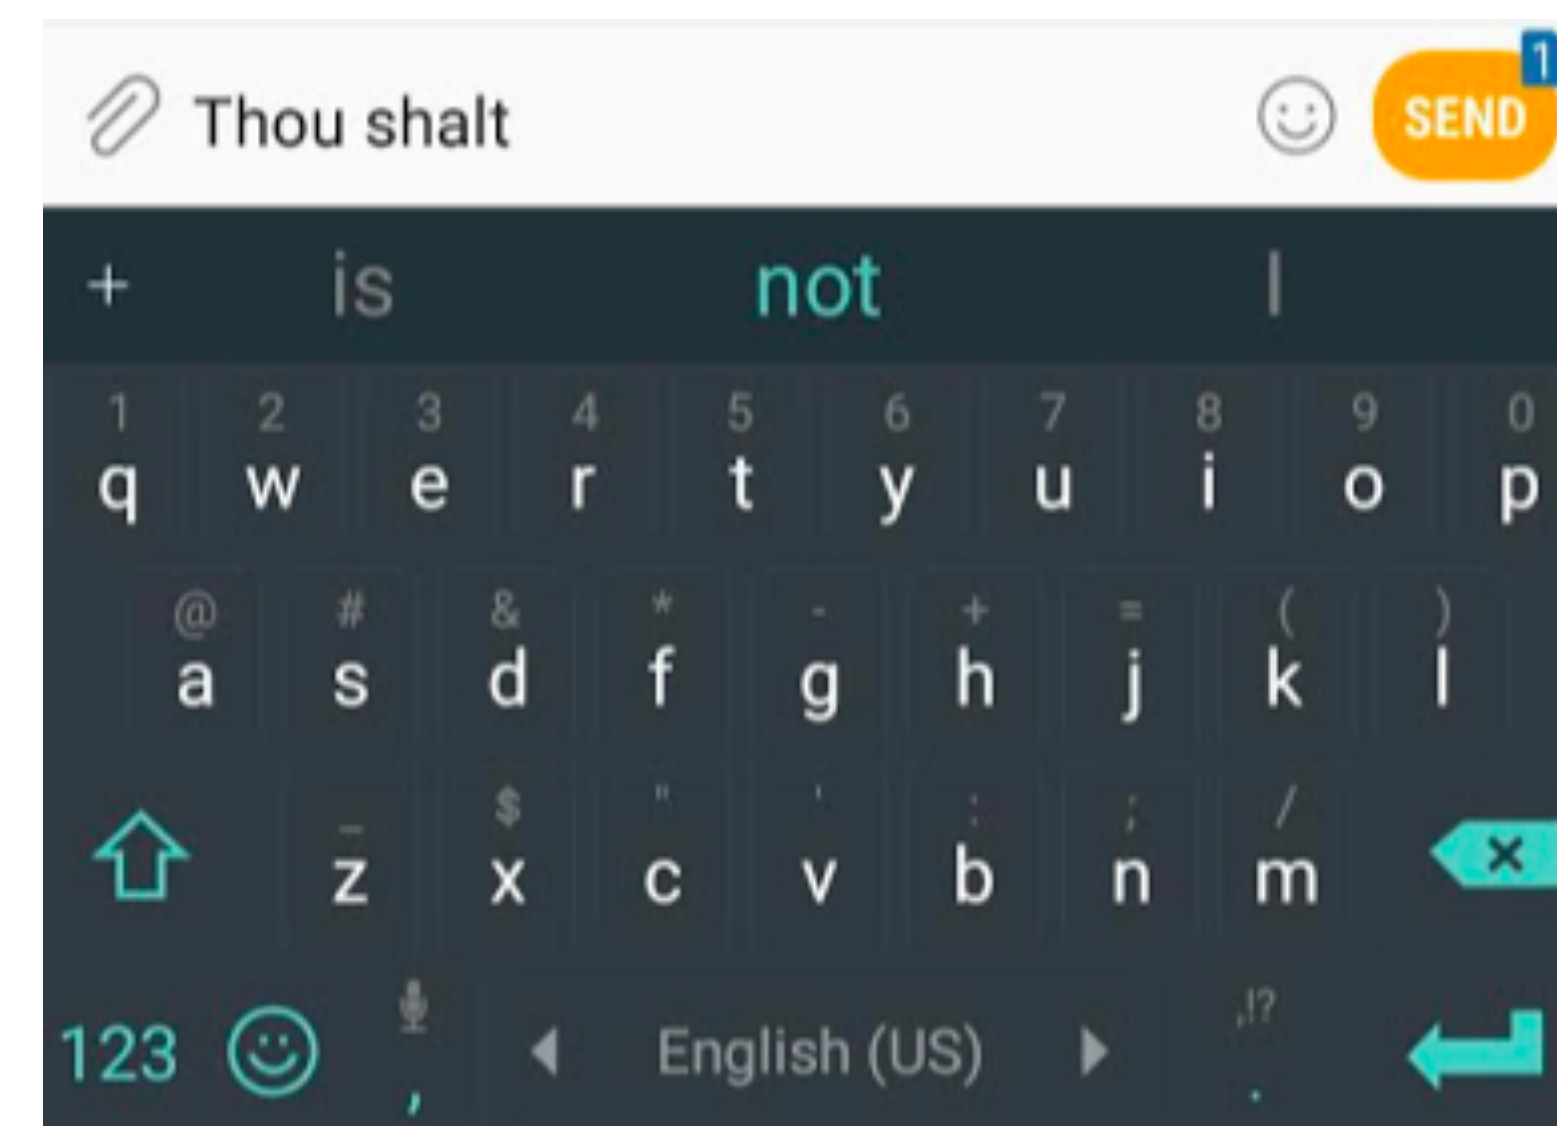 Thou shalt SEND 1
+ is not I
1 2 3 4 5 6 7 8 9 0
q w e r t y u i o p
@ # & * - + = ( )
a s d f g h j k l
_ $ " ' : ; /
z x c v b n m
,!?
123 , English (US) .